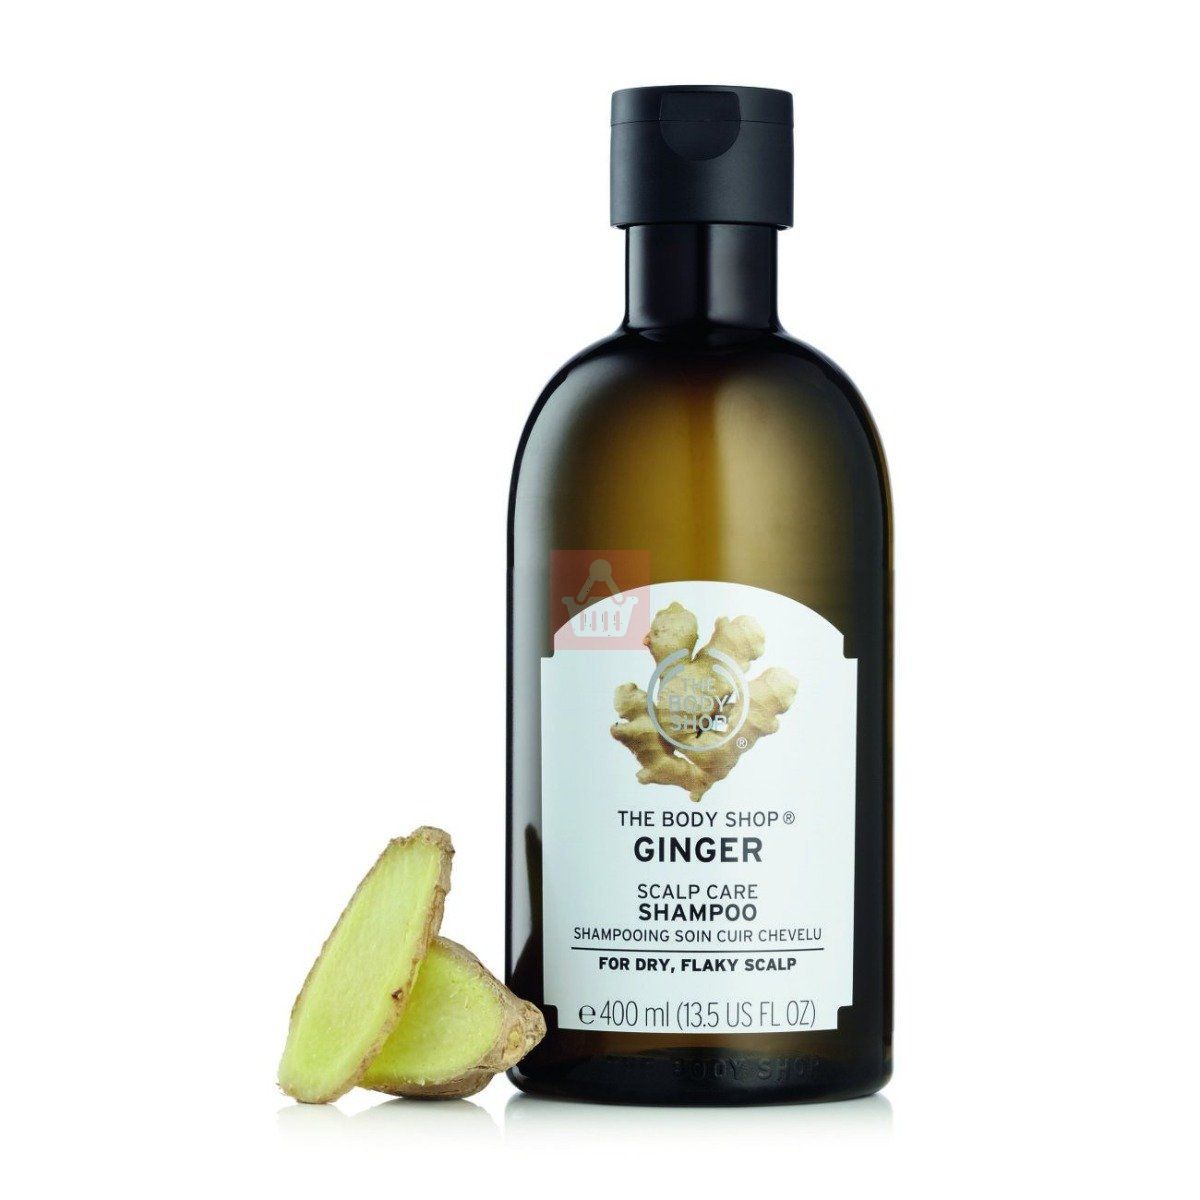 THE
BODY
SHOP
®
THE BODY SHOP®
GINGER
SCALP CARE
SHAMPOO
SHAMPOOING SOIN CUIR CHEVELU
FOR DRY, FLAKY SCALP
℮ 400 ml (13.5 US FL OZ)
THE BODY SHOP